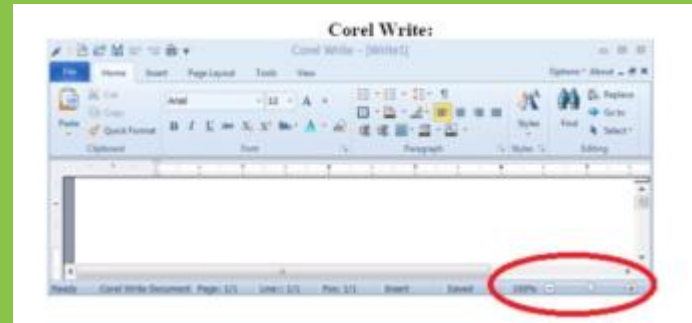 Corel Write:
Corel Write - [Write1]
File Home Insert Page Layout Tools View Options About
Cut
Copy
Paste Quick Format
Arial 12 A
B I U
Styles
Find
Replace
Go to
Select
Clipboard Font Paragraph Styles Editing
Ready Corel Write Document Page: 1/1 Line: 1/1 Pos: 1/1 Insert Saved 100%